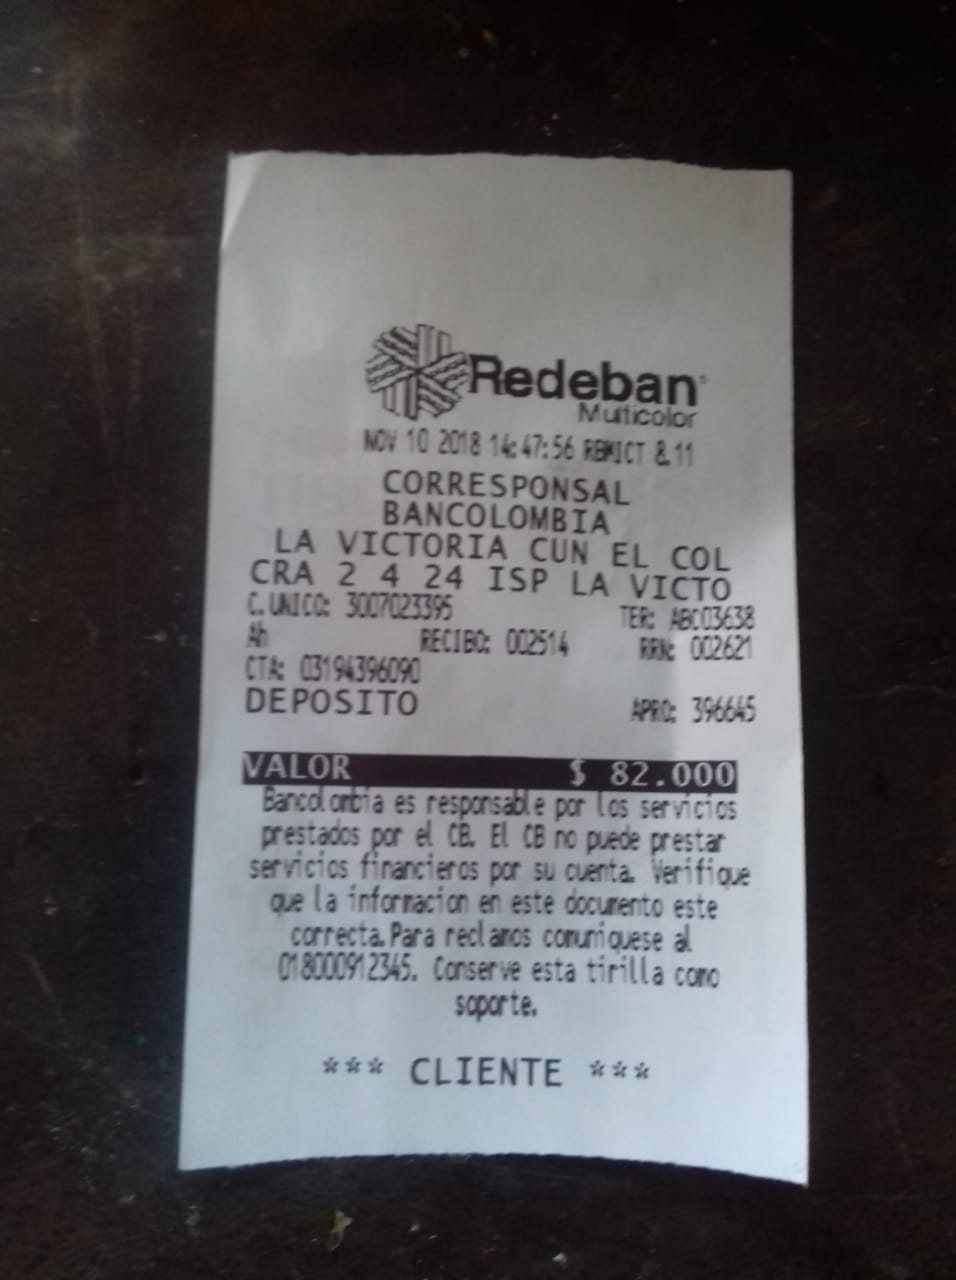 Redeban
Multicolor
NOV 10 2018 14:47:56 RBMICT 8.11
CORRESPONSAL
BANCOLOMBIA
LA VICTORIA CUN EL COL
CRA 2 4 24 ISP LA VICTO
C. UNICO: 3007023395 TER: ABC03638
Ah RECIBO: 002514 RRN: 002621
CTA: 03194396090
DEPOSITO APRO: 396645
VALOR $ 82.000
Bancolombia es responsable por los servicios
prestados por el CB. El CB no puede prestar
servicios financieros por su cuenta. Verifique
que la informacion en este documento este
correcta. Para reclamos comuniquese al
018000912345. Conserve esta tirilla como
soporte.
*** CLIENTE ***